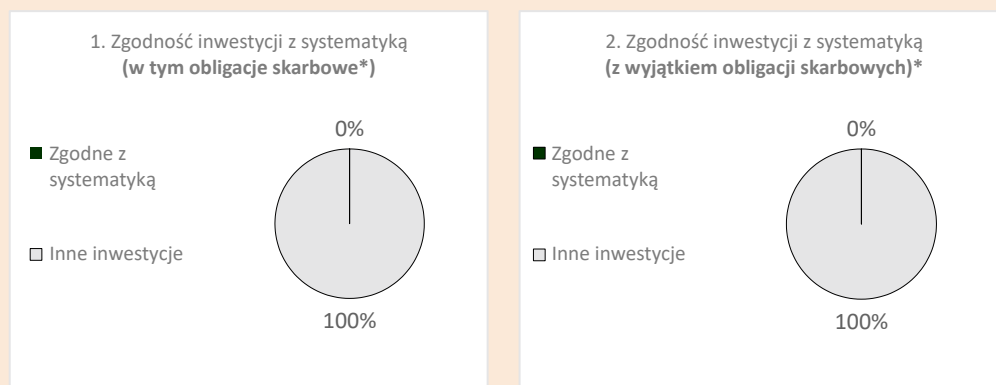 1. Zgodność inwestycji z systematyką
(w tym obligacje skarbowe*)
0%
Zgodne z
systematyką
Inne inwestycje
100%
2. Zgodność inwestycji z systematyką
(z wyjątkiem obligacji skarbowych)*
0%
Zgodne z
systematyką
Inne inwestycje
100%